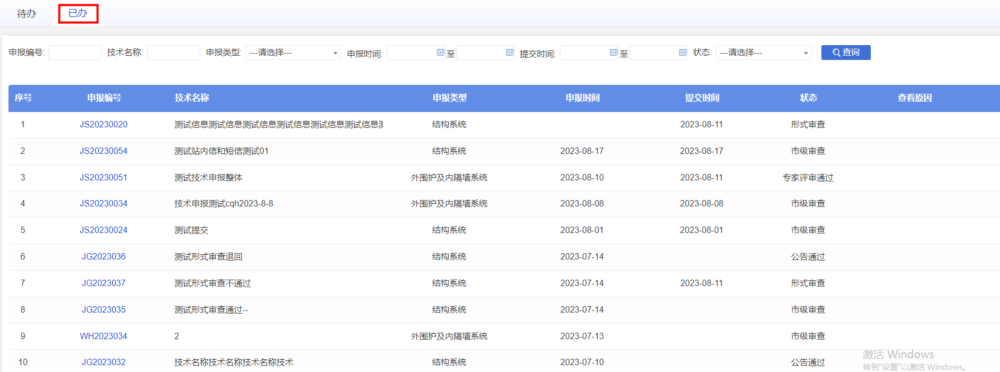 待办 已办
申报编号: 技术名称: 申报类型: ---请选择--- 申报时间: 至 提交时间: 至 状态: ---请选择--- 查询
序号 申报编号 技术名称 申报类型 申报时间 提交时间 状态 查看原因
1 JS20230020 测试信息测试信息测试信息测试信息测试信息测试信息 结构系统 2023-08-11 形式审查
2 JS20230054 测试站内信和短信测试01 结构系统 2023-08-17 2023-08-17 市级审查
3 JS20230051 测试技术申报整体 外围护及内隔墙系统 2023-08-10 2023-08-11 专家评审通过
4 JS20230034 技术申报测试cqh2023-8-8 外围护及内隔墙系统 2023-08-08 2023-08-08 市级审查
5 JS20230024 测试提交 结构系统 2023-08-01 2023-08-01 市级审查
6 JG2023036 测试形式审查退回 结构系统 2023-07-14 公告通过
7 JG2023037 测试形式审查不通过 结构系统 2023-07-14 2023-08-11 形式审查
8 JG2023035 测试形式审查通过-- 结构系统 2023-07-14 市级审查
9 WH2023034 2 外围护及内隔墙系统 2023-07-13 市级审查
10 JG2023032 技术名称技术名称技术名称技术 结构系统 2023-07-10 公告通过
激活 Windows
转到"设置"以激活 Windows。